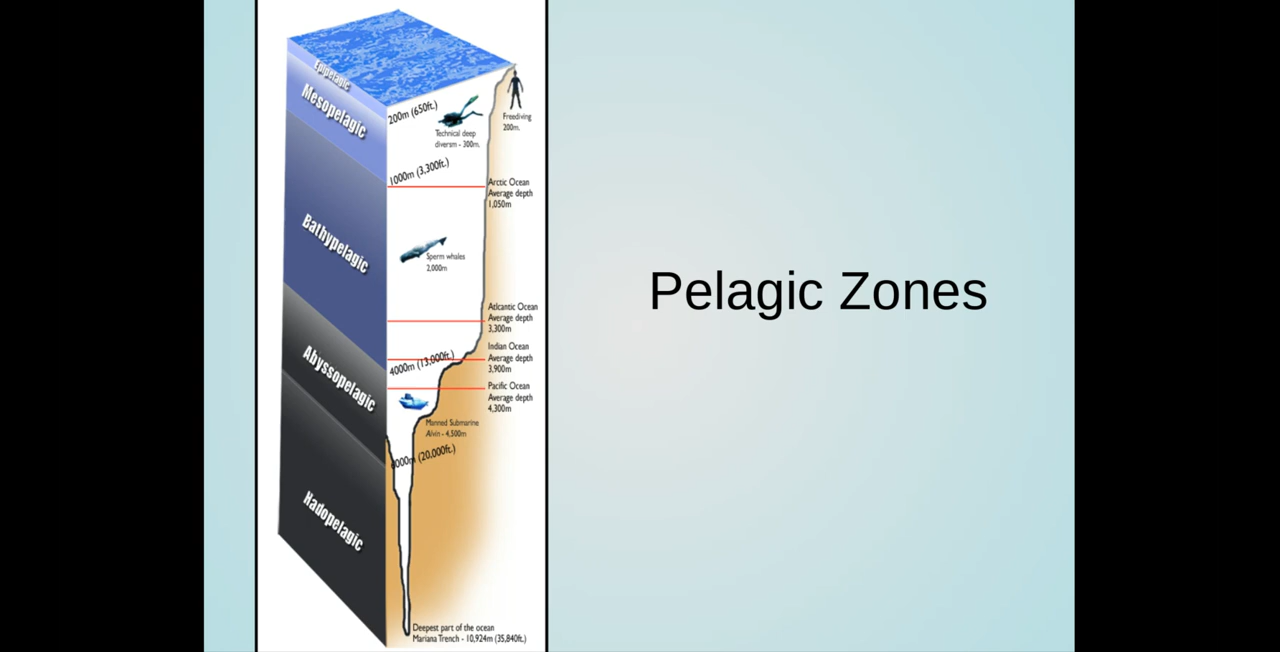 Epipelagic
Mesopelagic
200m (650ft.)
Technical deep
diversm - 300m.
Freediving
200m.
1000m (3,300ft.)
Arctic Ocean
Average depth
1,050m
Bathypelagic
Sperm whales
2,000m
Pelagic Zones
Atlcantic Ocean
Average depth
3,300m
Indian Ocean
Average depth
3,900m
4000m (13,000ft.)
Abyssopelagic
Pacific Ocean
Average depth
4,300m
Manned Submarine
Alvin - 4,500m
6000m (20,000ft.)
Hadopelagic
Deepest part of the ocean
Mariana Trench - 10,924m (35,840ft.)